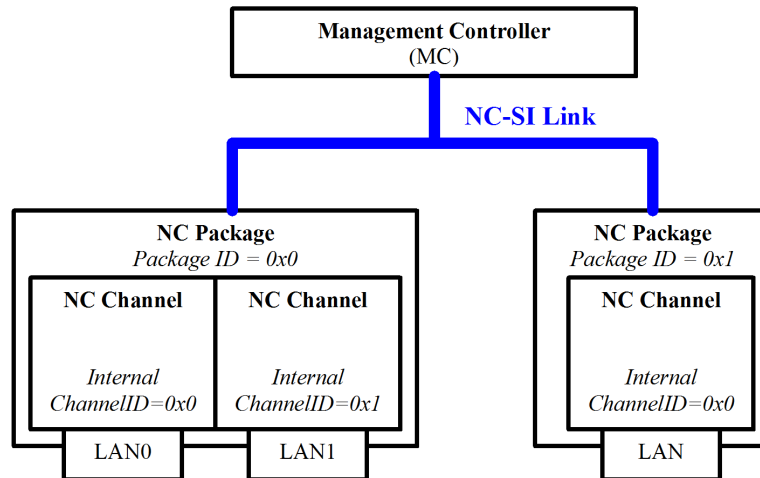 Management Controller
(MC)
NC-SI Link
NC Package
Package ID = 0x0
NC Channel
Internal
ChannelID=0x0
LAN0
NC Channel
Internal
ChannelID=0x1
LAN1
NC Package
Package ID = 0x1
NC Channel
Internal
ChannelID=0x0
LAN